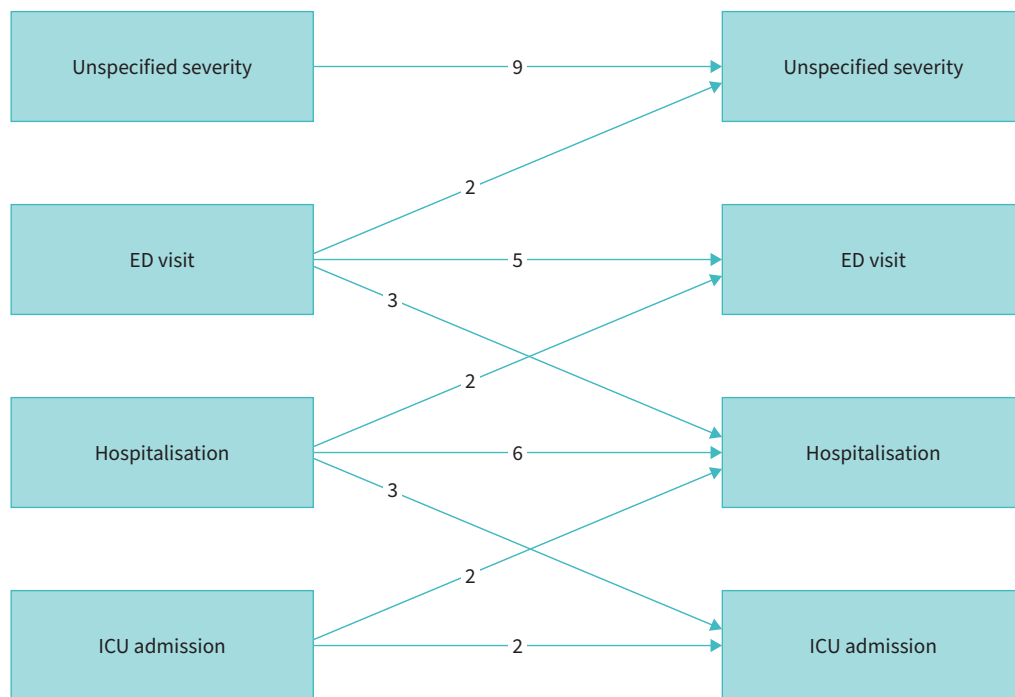 Unspecified severity
9
Unspecified severity
2
ED visit
5
ED visit
3
2
Hospitalisation
6
Hospitalisation
3
2
ICU admission
2
ICU admission